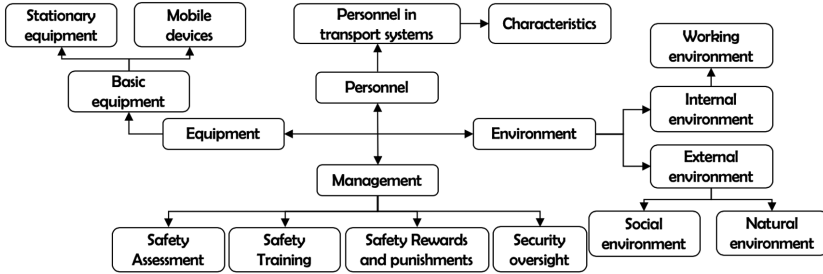 Stationary
equipment
Mobile
devices
Personnel in
transport systems
Characteristics
Working
environment
Basic
equipment
Personnel
Internal
environment
Equipment
Environment
External
environment
Management
Safety
Assessment
Safety
Training
Safety Rewards
and punishments
Security
oversight
Social
environment
Natural
environment